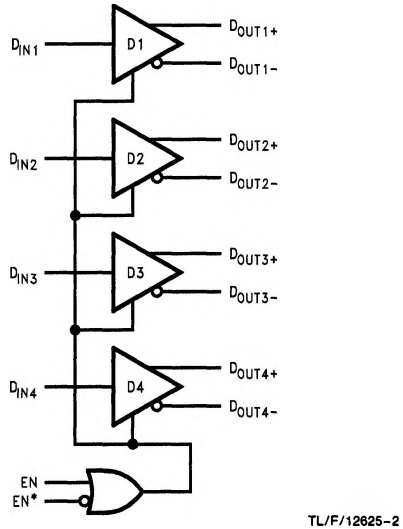 D1 DOUT1+
DIN1 DOUT1-
D2 DOUT2+
DIN2 DOUT2-
D3 DOUT3+
DIN3 DOUT3-
D4 DOUT4+
DIN4 DOUT4-
EN
EN*
TL/F/12625-2